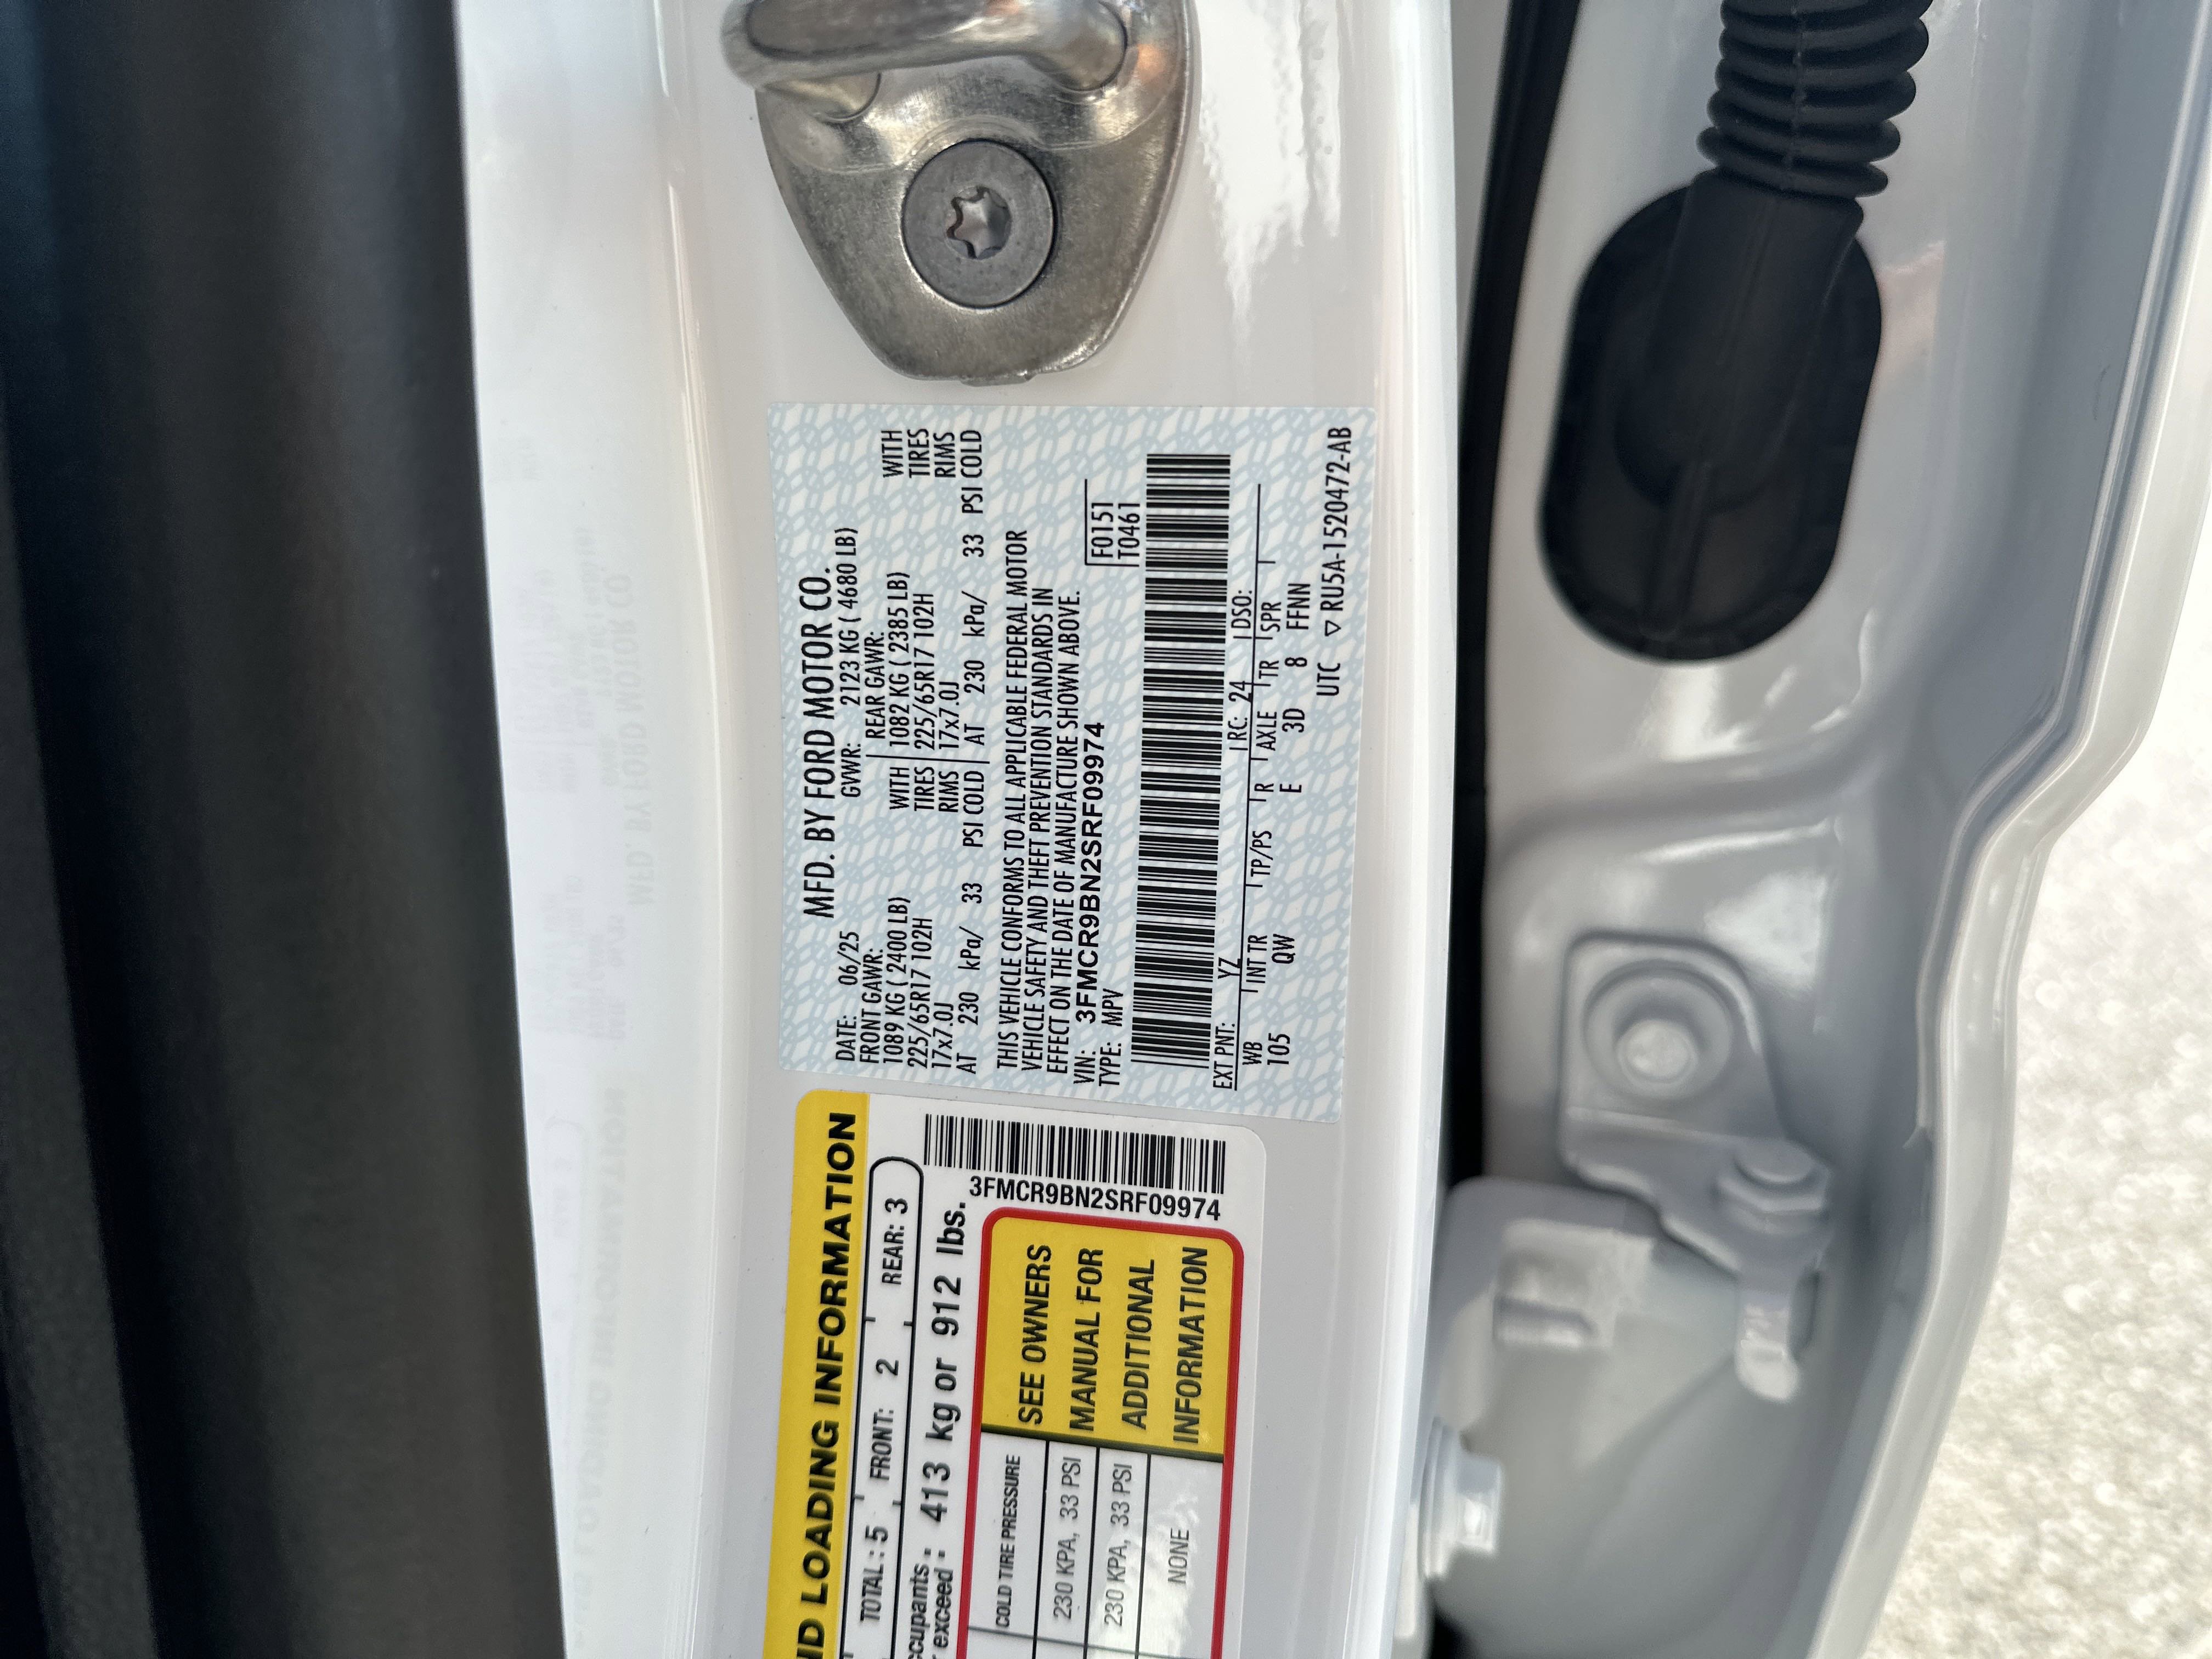 MFD. BY FORD MOTOR CO.
DATE: 06/25 GVWR: 2123 KG ( 4680 LB)
FRONT GAWR: REAR GAWR:
1089 KG ( 2400 LB) WITH 1082 KG ( 2385 LB) WITH
225/65R17 102H TIRES 225/65R17 102H TIRES
17x7.0J RIMS 17x7.0J RIMS
AT 230 kPa/ 33 PSI COLD AT 230 kPa/ 33 PSI COLD
THIS VEHICLE CONFORMS TO ALL APPLICABLE FEDERAL MOTOR
VEHICLE SAFETY AND THEFT PREVENTION STANDARDS IN
EFFECT ON THE DATE OF MANUFACTURE SHOWN ABOVE.
VIN: 3FMCR9BN2SRF09974
TYPE: MPV
F0151
T0461
EXT PNT: YZ RC: 24 DSO:
WB INT TR TP/PS R AXLE TR SPR
105 QW E 3D 8 FFNN
UTC ▽ RU5A-1520472-AB
LOADING INFORMATION
TOTAL: 5 FRONT: 2 REAR: 3
exceed: 413 kg or 912 lbs.
3FMCR9BN2SRF09974
COLD TIRE PRESSURE
230 KPA, 33 PSI
230 KPA, 33 PSI
NONE
SEE OWNERS
MANUAL FOR
ADDITIONAL
INFORMATION